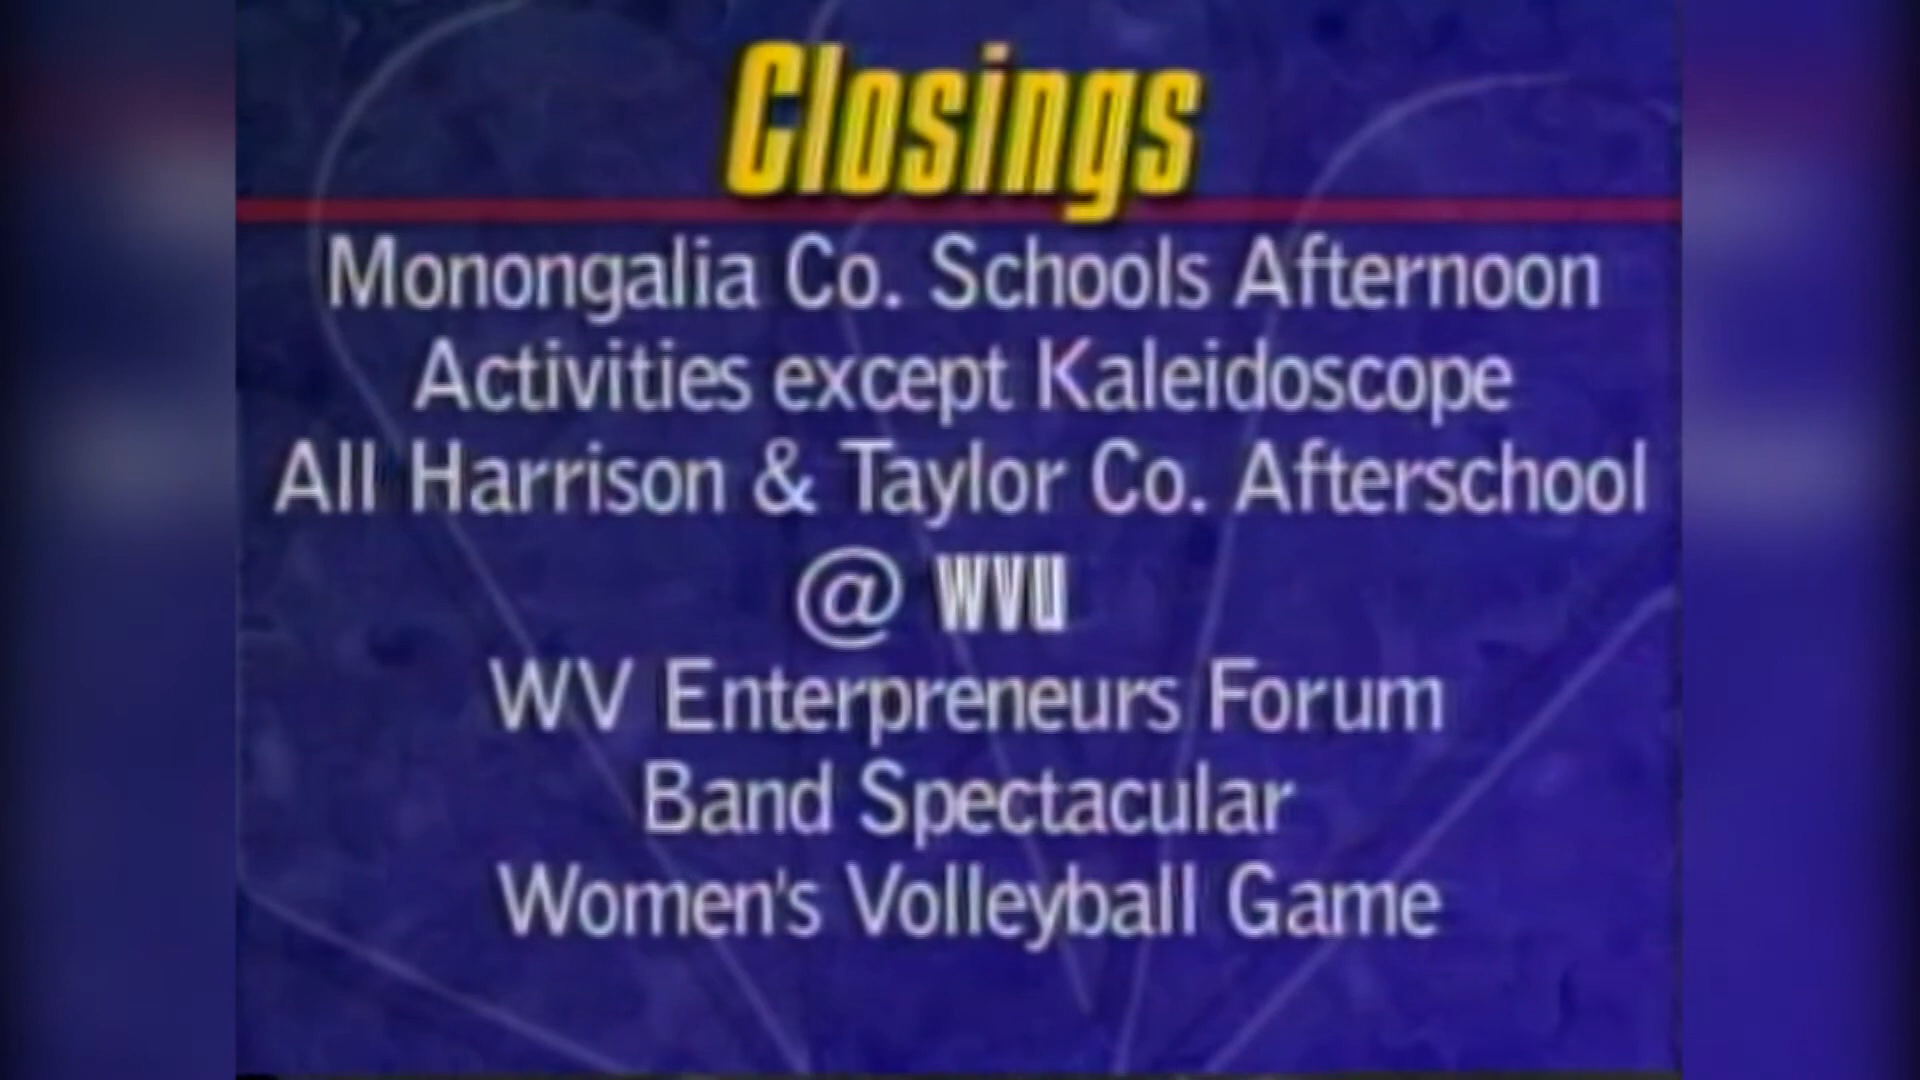 Closings
Monongalia Co. Schools Afternoon
Activities except Kaleidoscope
All Harrison & Taylor Co. Afterschool
@ WVU
WV Enterpreneurs Forum
Band Spectacular
Women's Volleyball Game